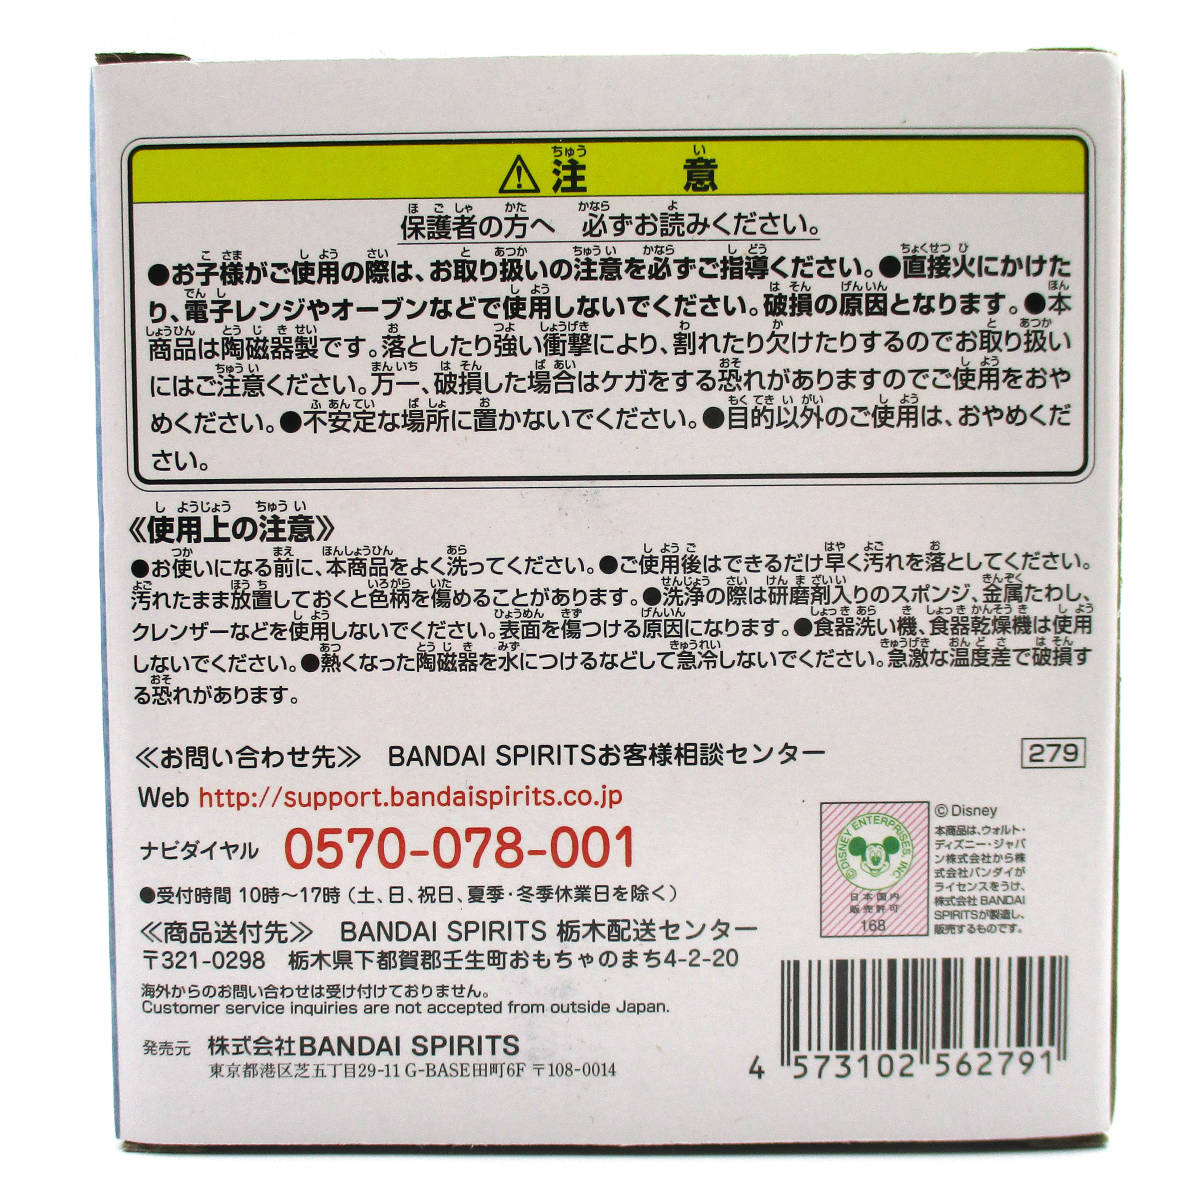 ⚠注意
保護者の方へ 必ずお読みください。
●お子様がご使用の際は、お取り扱いの注意を必ずご指導ください。●直接火にかけた
り、電子レンジやオーブンなどで使用しないでください。破損の原因となります。●本
商品は陶磁器製です。落としたり強い衝撃により、割れたり欠けたりするのでお取り扱い
にはご注意ください。万一、破損した場合はケガをする恐れがありますのでご使用をおや
めください。●不安定な場所に置かないでください。●目的以外のご使用は、おやめくだ
さい。
《使用上の注意》
●お使いになる前に、本商品をよく洗ってください。●ご使用後はできるだけ早く汚れを落としてください。
汚れたまま放置しておくと色柄を傷めることがあります。●洗浄の際は研磨剤入りのスポンジ、金属たわし、
クレンザーなどを使用しないでください。表面を傷つける原因になります。●食器洗い機、食器乾燥機は使用
しないでください。●熱くなった陶磁器を水につけるなどして急冷しないでください。急激な温度差で破損す
る恐れがあります。
≪お問い合わせ先≫ BANDAI SPIRITSお客様相談センター
279
Web http://support.bandaispirits.co.jp
ナビダイヤル 0570-078-001
●受付時間 10時〜17時（土、日、祝日、夏季・冬季休業日を除く）
≪商品送付先≫ BANDAI SPIRITS 栃木配送センター
〒321-0298 栃木県下都賀郡壬生町おもちゃのまち4-2-20
海外からのお問い合わせは受け付けておりません。
Customer service inquiries are not accepted from outside Japan.
発売元 株式会社BANDAI SPIRITS
東京都港区芝五丁目29-11 G-BASE田町6F 〒108-0014
©DISNEY ENTERPRISES, INC.
日本国内
販売許可
168
©Disney
本商品は、ウォルト・
ディズニー・ジャパ
ン株式会社から株
式会社バンダイが
ライセンスをうけ、
株式会社BANDAI
SPIRITSが製造し、
販売するものです。
4 573102 562791